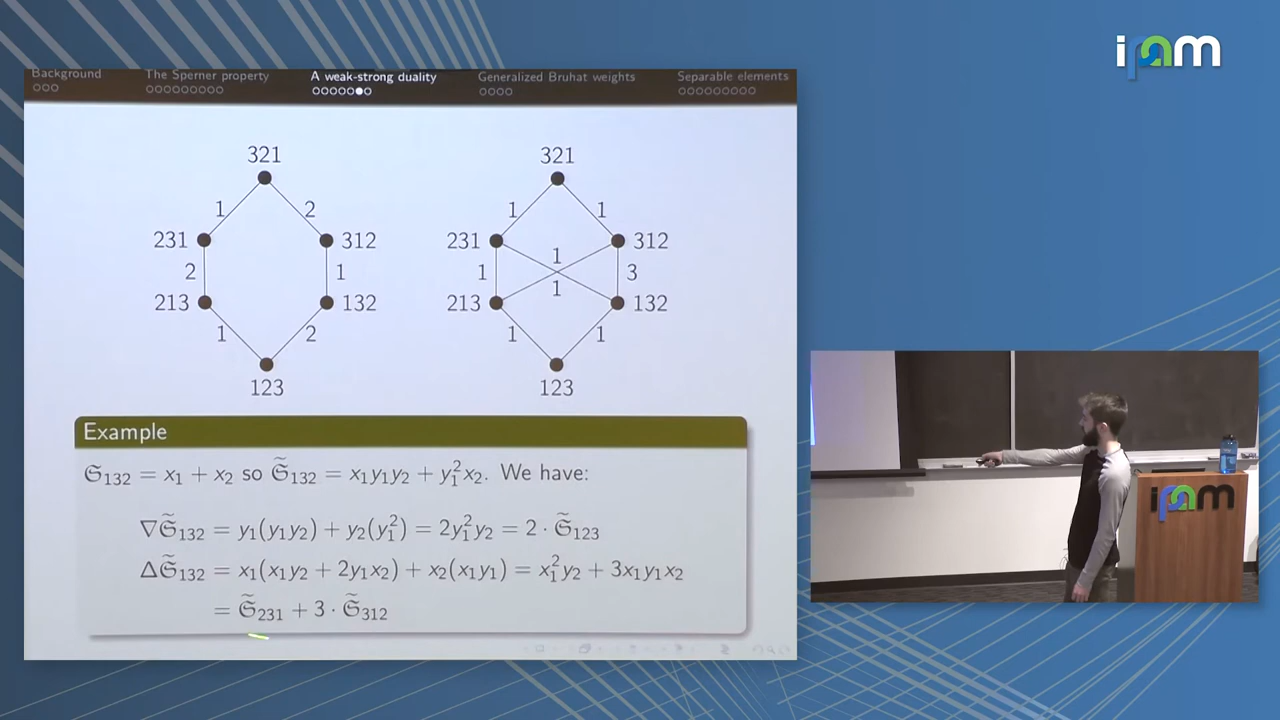 ipam
Background The Sperner property A weak-strong duality Generalized Bruhat weights Separable elements
321 321
1 2 1 1
231 312 231 312
2 1 1 1 1 3
213 132 213 132
1 2 1 1
123 123
Example
𝔖₁₃₂ = x₁ + x₂ so 𝔖̃₁₃₂ = x₁y₁y₂ + y₁²x₂. We have:
∇𝔖̃₁₃₂ = y₁(y₁y₂) + y₂(y₁²) = 2y₁²y₂ = 2 · 𝔖̃₁₂₃
Δ𝔖̃₁₃₂ = x₁(x₁y₂ + 2y₁x₂) + x₂(x₁y₁) = x₁²y₂ + 3x₁y₁x₂
= 𝔖̃₂₃₁ + 3 · 𝔖̃₃₁₂
ipam